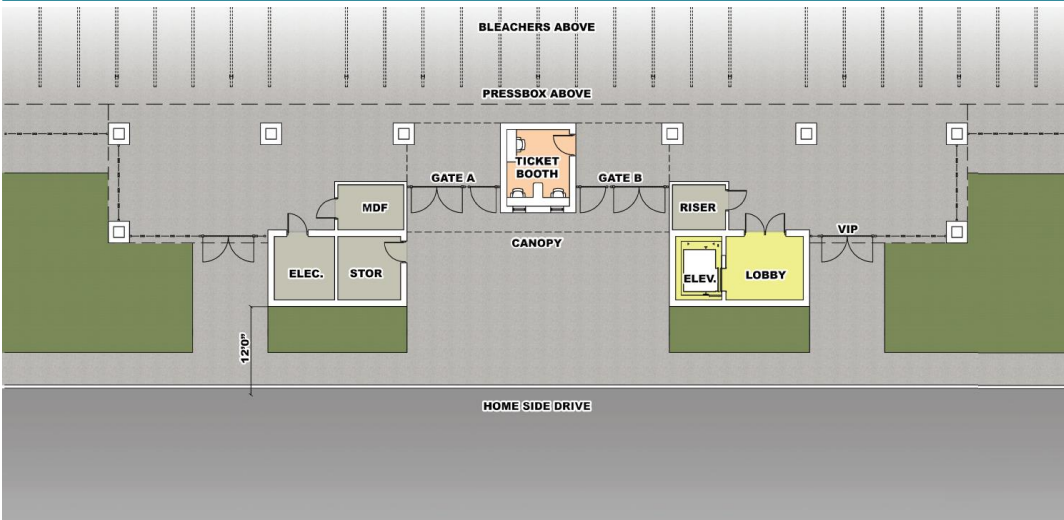 BLEACHERS ABOVE
PRESSBOX ABOVE
TICKET
BOOTH
GATE A
GATE B
MDF
RISER
CANOPY
VIP
ELEC.
STOR
ELEV.
LOBBY
12'0"
HOME SIDE DRIVE